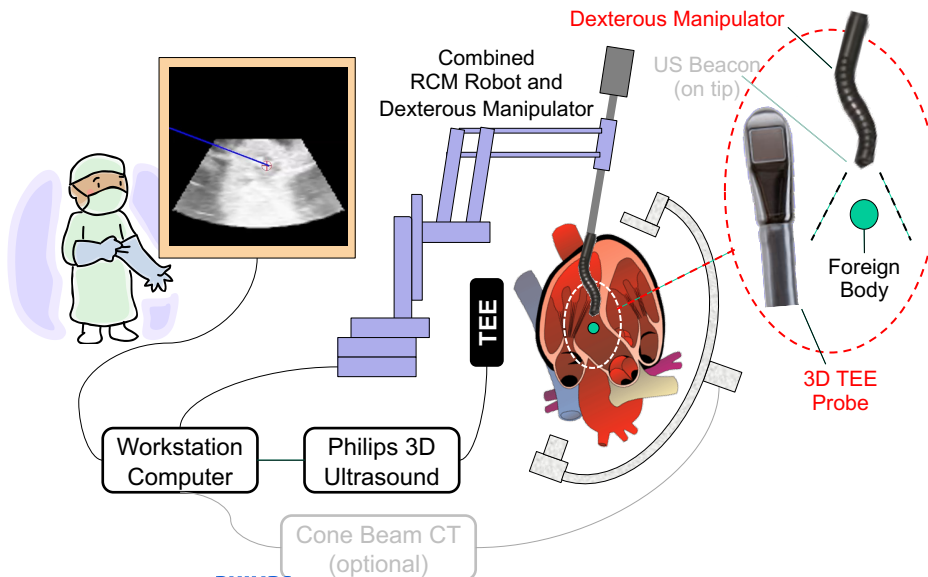 Dexterous Manipulator
US Beacon
(on tip)
Combined
RCM Robot and
Dexterous Manipulator
Foreign
Body
TEE
3D TEE
Probe
Workstation
Computer
Philips 3D
Ultrasound
Cone Beam CT
(optional)